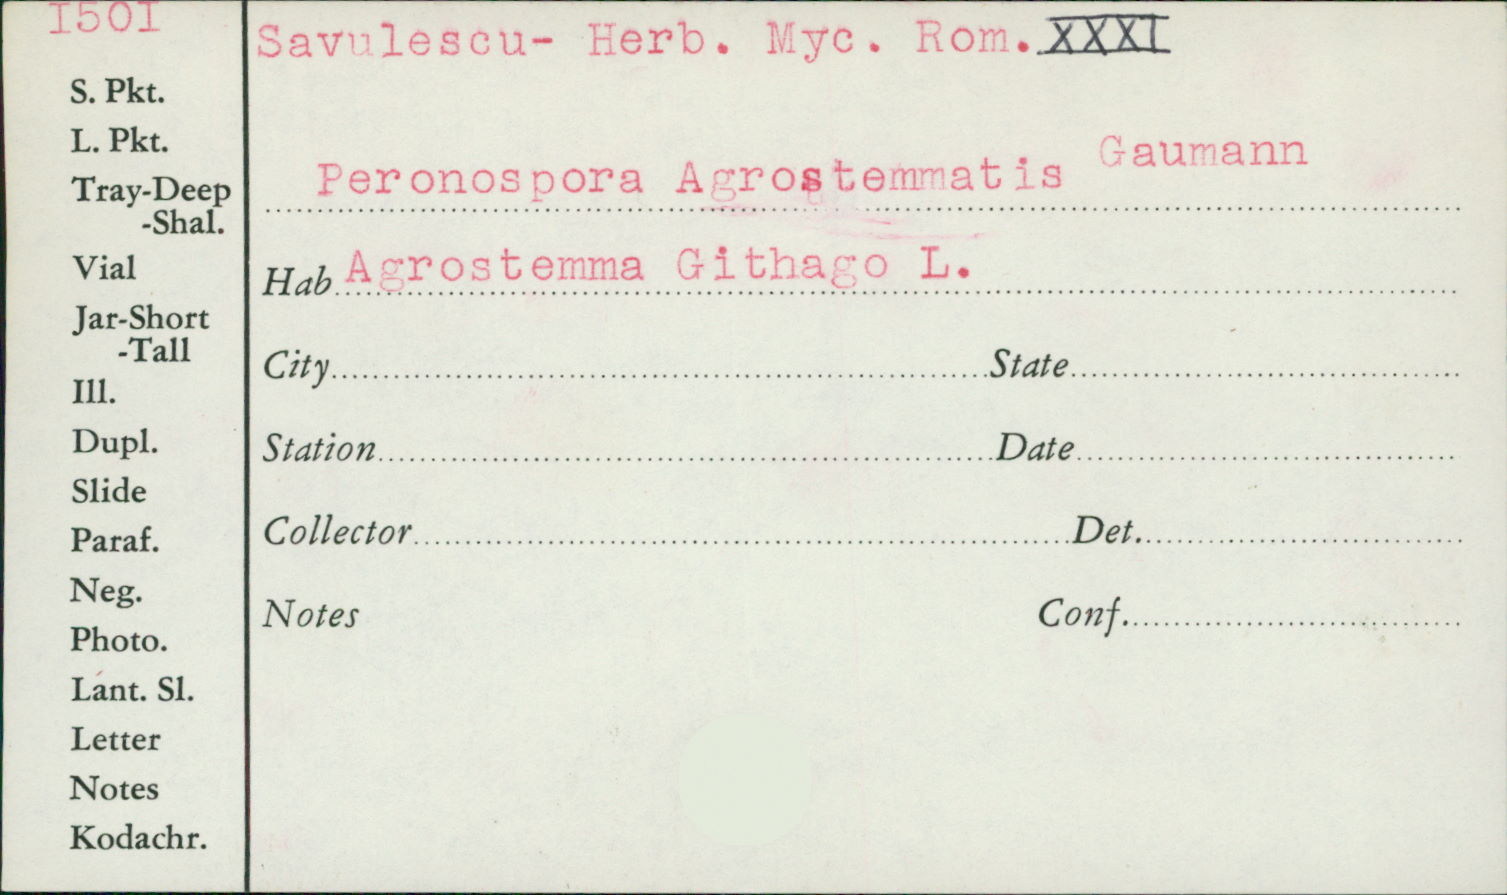 1501
Savulescu- Herb. Myc. Rom. XXXI
S. Pkt.
L. Pkt.
Tray-Deep
-Shal.
Vial
Jar-Short
-Tall
Ill.
Dupl.
Slide
Paraf.
Neg.
Photo.
Lant. Sl.
Letter
Notes
Kodachr.
Peronospora Agrostemmatis Gaumann
Hab Agrostemma Githago L.
City State
Station Date
Collector Det.
Notes Conf.